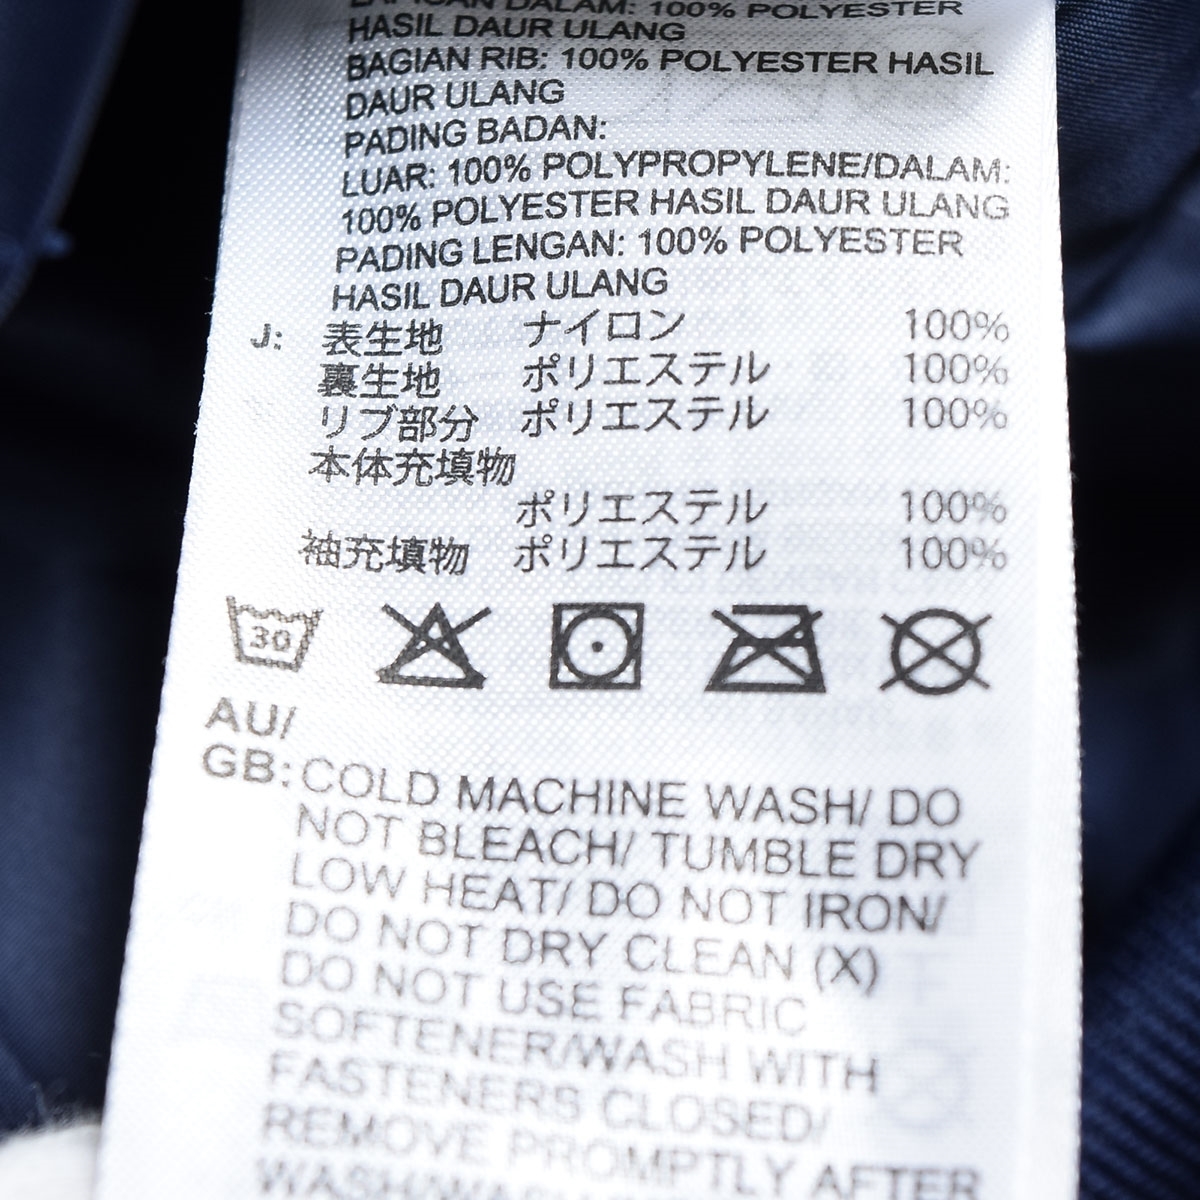 LAPISAN DALAM: 100% POLYESTER
HASIL DAUR ULANG
BAGIAN RIB: 100% POLYESTER HASIL
DAUR ULANG
PADING BADAN:
LUAR: 100% POLYPROPYLENE/DALAM:
100% POLYESTER HASIL DAUR ULANG
PADING LENGAN: 100% POLYESTER
HASIL DAUR ULANG
J: 表生地 ナイロン 100%
裏生地 ポリエステル 100%
リブ部分 ポリエステル 100%
本体充填物
ポリエステル 100%
袖充填物 ポリエステル 100%
30
AU/
GB: COLD MACHINE WASH/ DO
NOT BLEACH/ TUMBLE DRY
LOW HEAT/ DO NOT IRON/
DO NOT DRY CLEAN (X)
DO NOT USE FABRIC
SOFTENER/WASH WITH
FASTENERS CLOSED/
REMOVE PROMPTLY AFTER